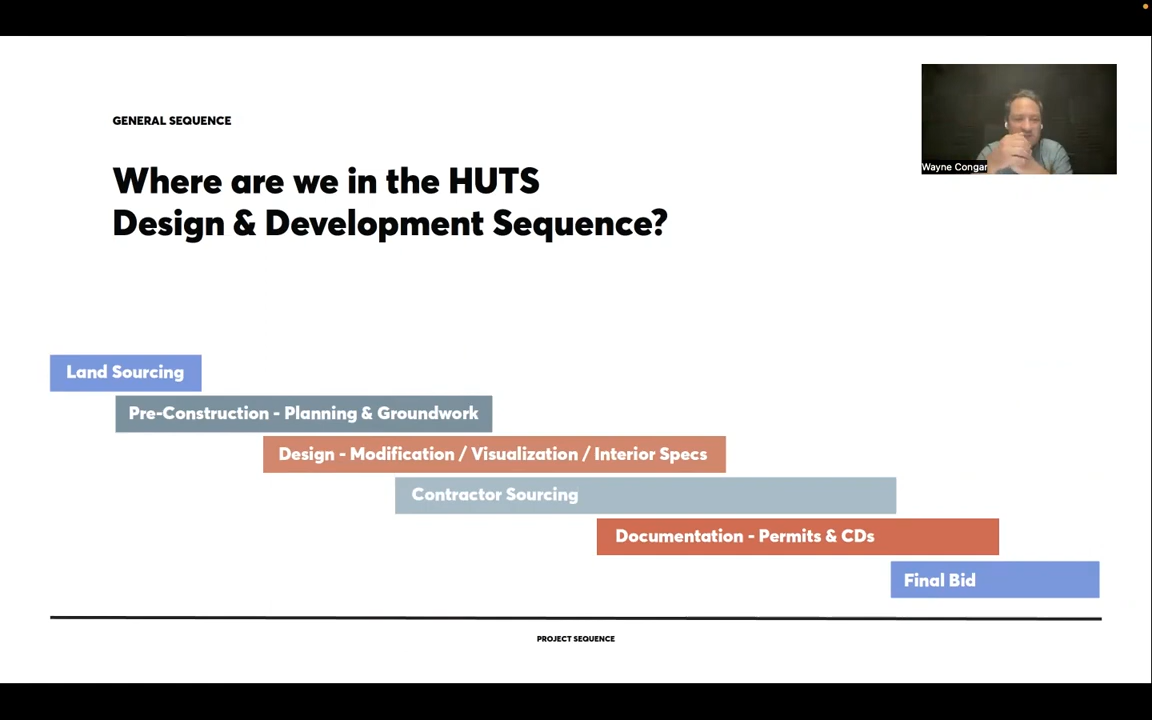 GENERAL SEQUENCE
Wayne Congar
Where are we in the HUTS
Design & Development Sequence?
Land Sourcing
Pre-Construction - Planning & Groundwork
Design - Modification / Visualization / Interior Specs
Contractor Sourcing
Documentation - Permits & CDs
Final Bid
PROJECT SEQUENCE